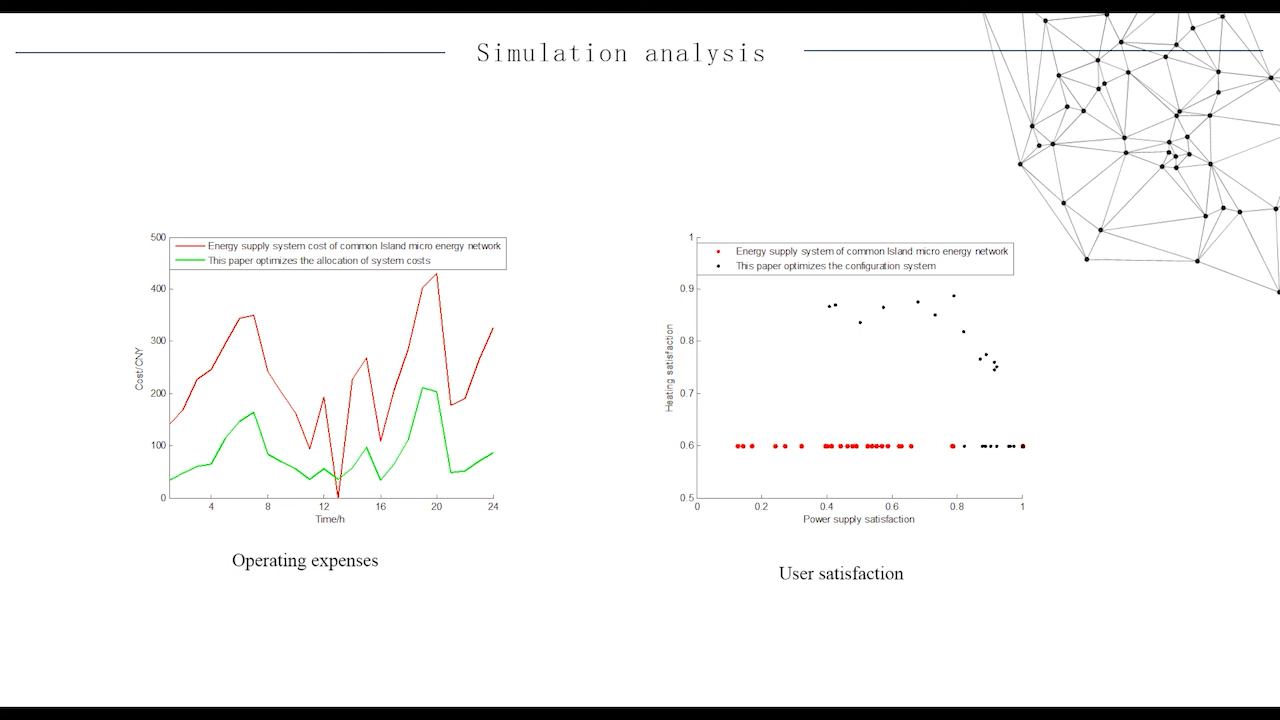 Simulation analysis
500
400
300
200
100
0
Cost/CNY
Energy supply system cost of common Island micro energy network
This paper optimizes the allocation of system costs
4
8
12
16
20
24
Time/h
Operating expenses
1
0.9
0.8
0.7
0.6
0.5
Heating satisfaction
Energy supply system of common Island micro energy network
This paper optimizes the configuration system
0
0.2
0.4
0.6
0.8
1
Power supply satisfaction
User satisfaction